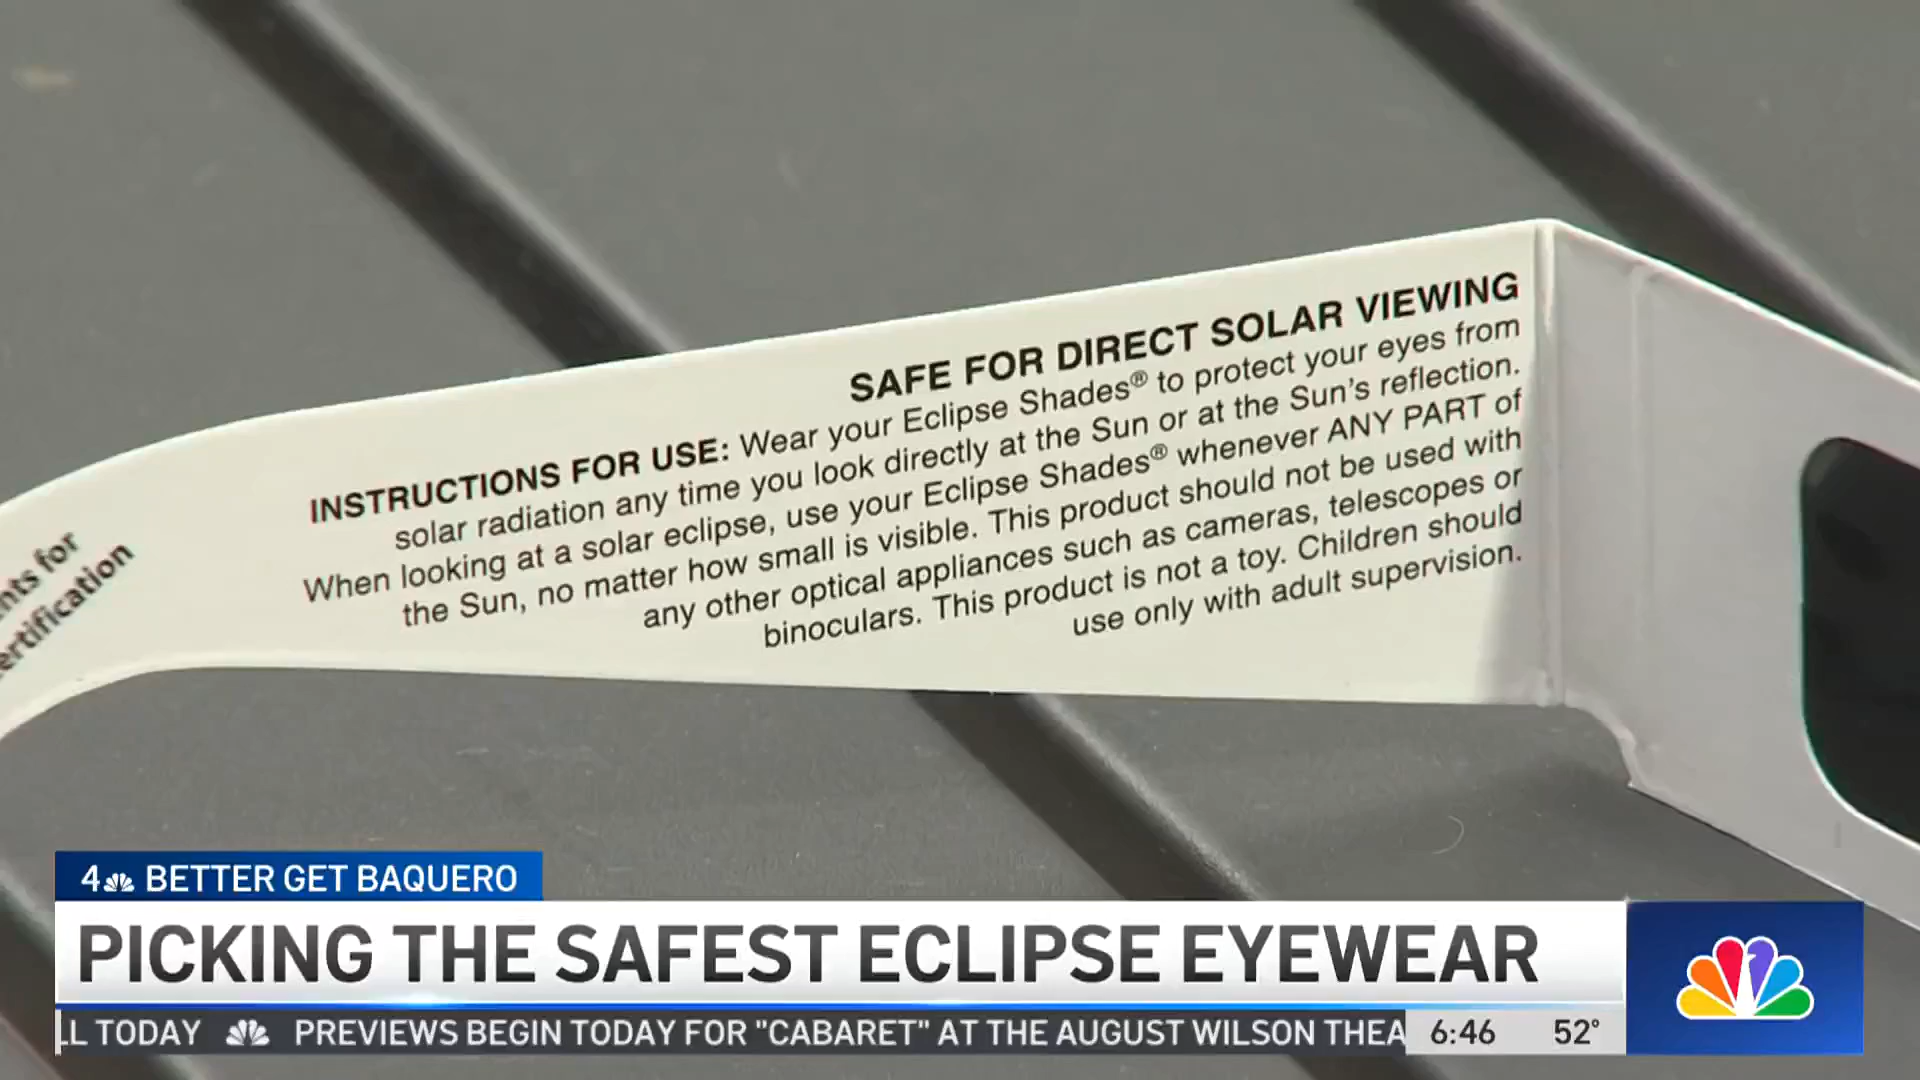 SAFE FOR DIRECT SOLAR VIEWING
INSTRUCTIONS FOR USE: Wear your Eclipse Shades® to protect your eyes from
solar radiation any time you look directly at the Sun or at the Sun's reflection.
When looking at a solar eclipse, use your Eclipse Shades® whenever ANY PART of
the Sun, no matter how small is visible. This product should not be used with
any other optical appliances such as cameras, telescopes or
binoculars. This product is not a toy. Children should
use only with adult supervision.
nts for
ertification
4 BETTER GET BAQUERO
PICKING THE SAFEST ECLIPSE EYEWEAR
LL TODAY PREVIEWS BEGIN TODAY FOR "CABARET" AT THE AUGUST WILSON THEA
6:46 52°